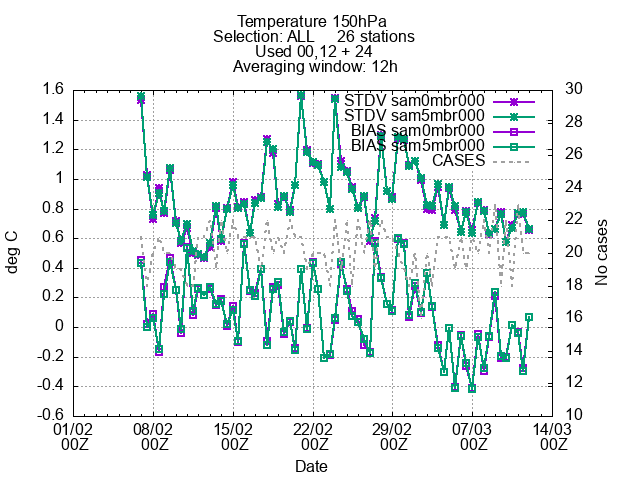 Temperature 150hPa
Selection: ALL 26 stations
Used 00,12 + 24
Averaging window: 12h
STDV sam0mbr000
STDV sam5mbr000
BIAS sam0mbr000
BIAS sam5mbr000
CASES
deg C
1.6
1.4
1.2
1
0.8
0.6
0.4
0.2
0
-0.2
-0.4
-0.6
No cases
30
28
26
24
22
20
18
16
14
12
10
01/02 08/02 15/02 22/02 29/02 07/03 14/03
00Z 00Z 00Z 00Z 00Z 00Z 00Z
Date